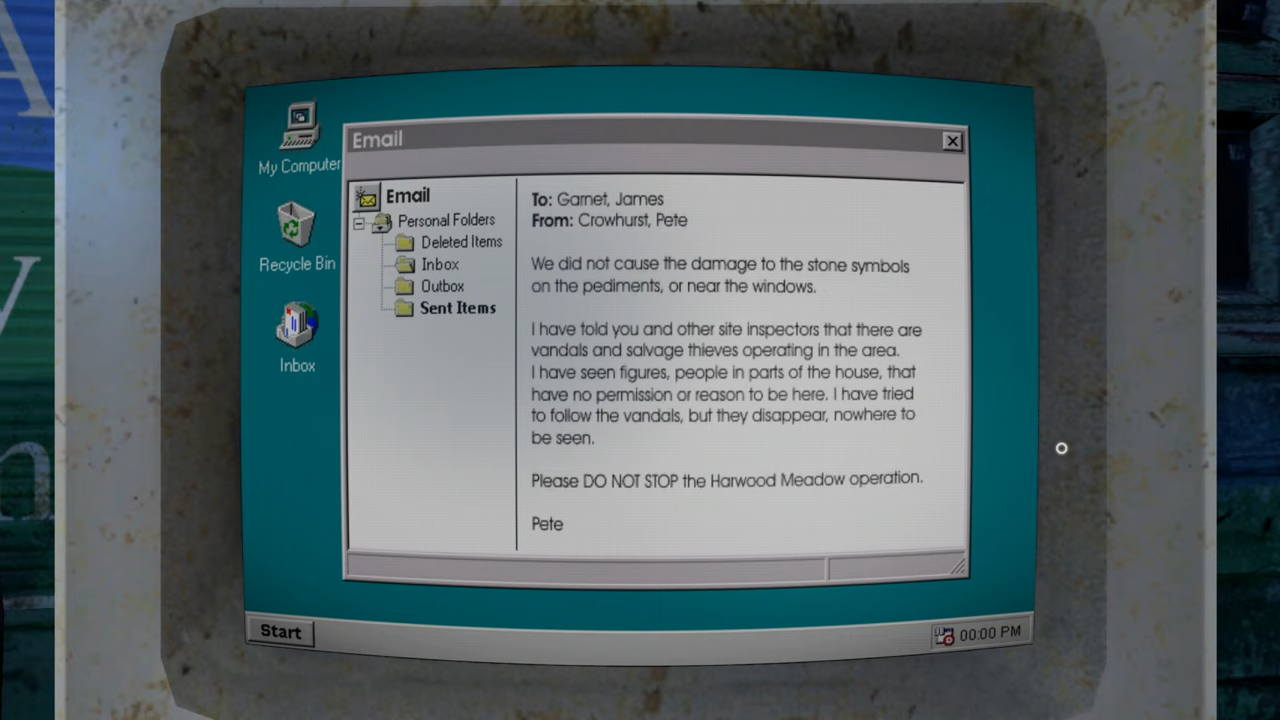 A
y
n
My Computer
Recycle Bin
Inbox
Email
Email
Personal Folders
Deleted Items
Inbox
Outbox
Sent Items
To: Garnet, James
From: Crowhurst, Pete
We did not cause the damage to the stone symbols
on the pediments, or near the windows.
I have told you and other site inspectors that there are
vandals and salvage thieves operating in the area.
I have seen figures, people in parts of the house, that
have no permission or reason to be here. I have tried
to follow the vandals, but they disappear, nowhere to
be seen.
Please DO NOT STOP the Harwood Meadow operation.
Pete
Start
00:00 PM